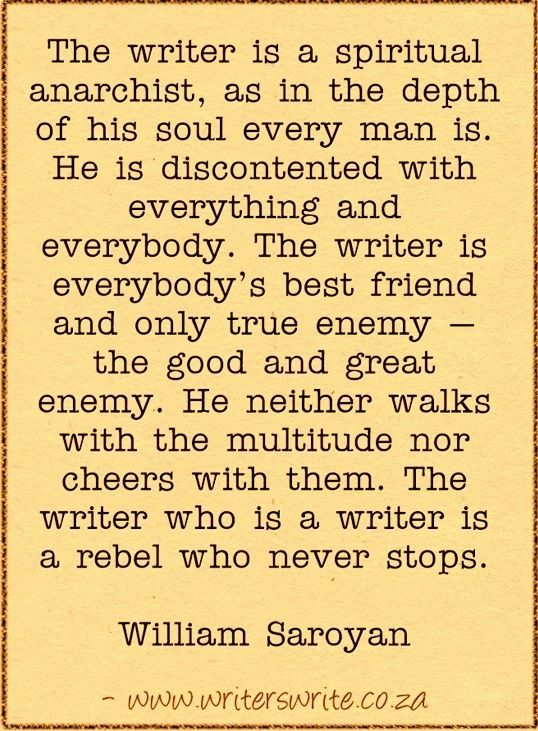 The writer is a spiritual
anarchist, as in the depth
of his soul every man is.
He is discontented with
everything and
everybody. The writer is
everybody's best friend
and only true enemy —
the good and great
enemy. He neither walks
with the multitude nor
cheers with them. The
writer who is a writer is
a rebel who never stops.
William Saroyan
- www.writerswrite.co.za